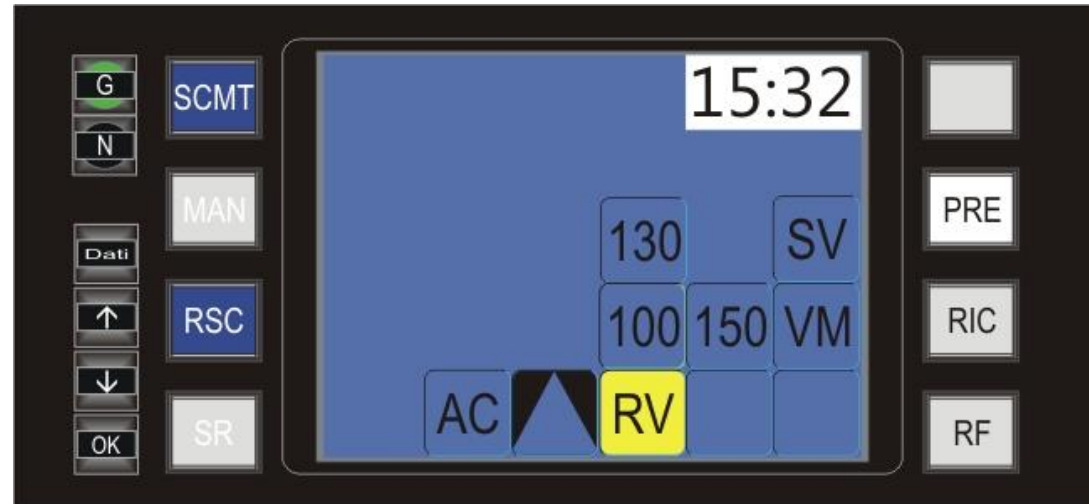 G
N
Dati
↑
↓
OK
SCMT
MAN
RSC
SR
15:32
130 SV
100 150 VM
AC RV
PRE
RIC
RF